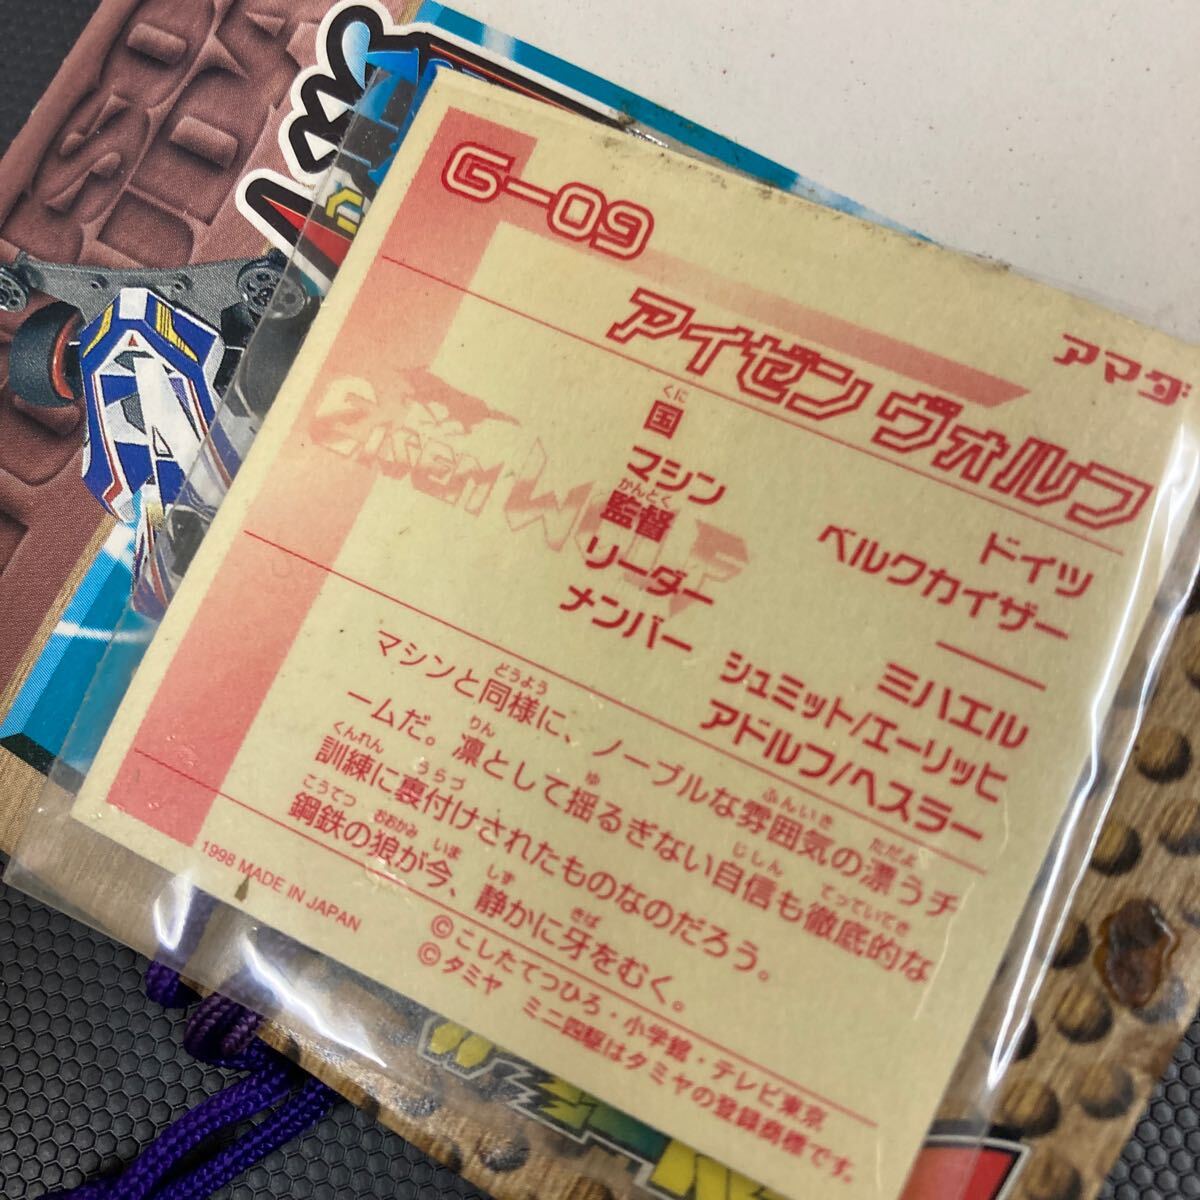 G-09
アマダ
アイゼンヴォルフ
国 ドイツ
マシン ベルクカイザー
監督 ――
リーダー ミハエル
メンバー シュミット/エーリッヒ
アドルフ/ヘスラー
マシンと同様に、ノーブルな雰囲気の漂うチ
ームだ。凛として揺るぎない自信も徹底的な
訓練に裏付けされたものなのだろう。
鋼鉄の狼が今、静かに牙をむく。
1998 MADE IN JAPAN
©こしたてつひろ・小学館・テレビ東京
©タミヤ ミニ四駆はタミヤの登録商標です。